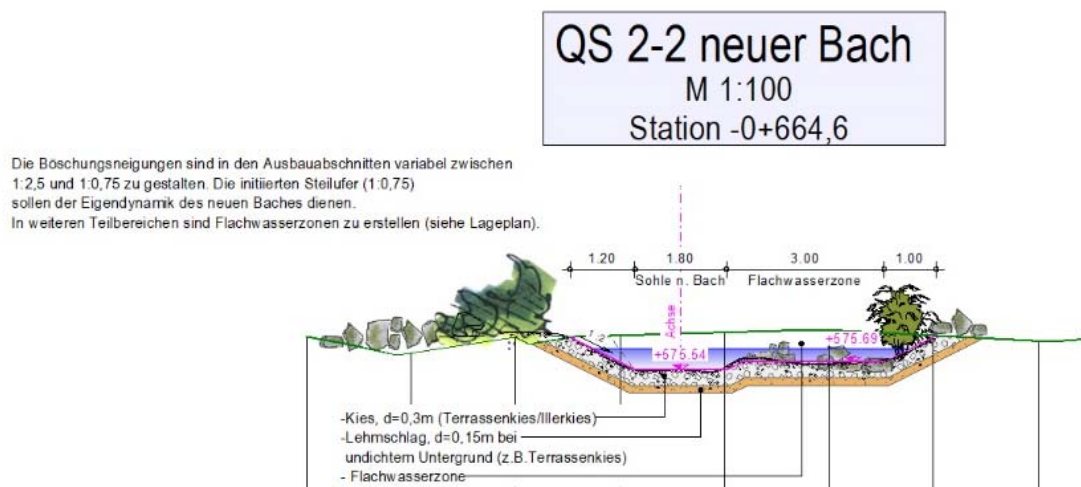 QS 2-2 neuer Bach
M 1:100
Station -0+664,6
Die Böschungsneigungen sind in den Ausbauabschnitten variabel zwischen
1:2,5 und 1:0,75 zu gestalten. Die initiierten Steilufer (1:0,75)
sollen der Eigendynamik des neuen Baches dienen.
In weiteren Teilbereichen sind Flachwasserzonen zu erstellen (siehe Lageplan).
1.20 1.80 3.00 1.00
Sohle n. Bach Flachwasserzone
Achse
1:2
+575.54
+575.69
-Kies, d=0,3m (Terrassenkies/Illerkies)
-Lehmschlag, d=0,15m bei
undichtem Untergrund (z.B.Terrassenkies)
- Flachwasserzone